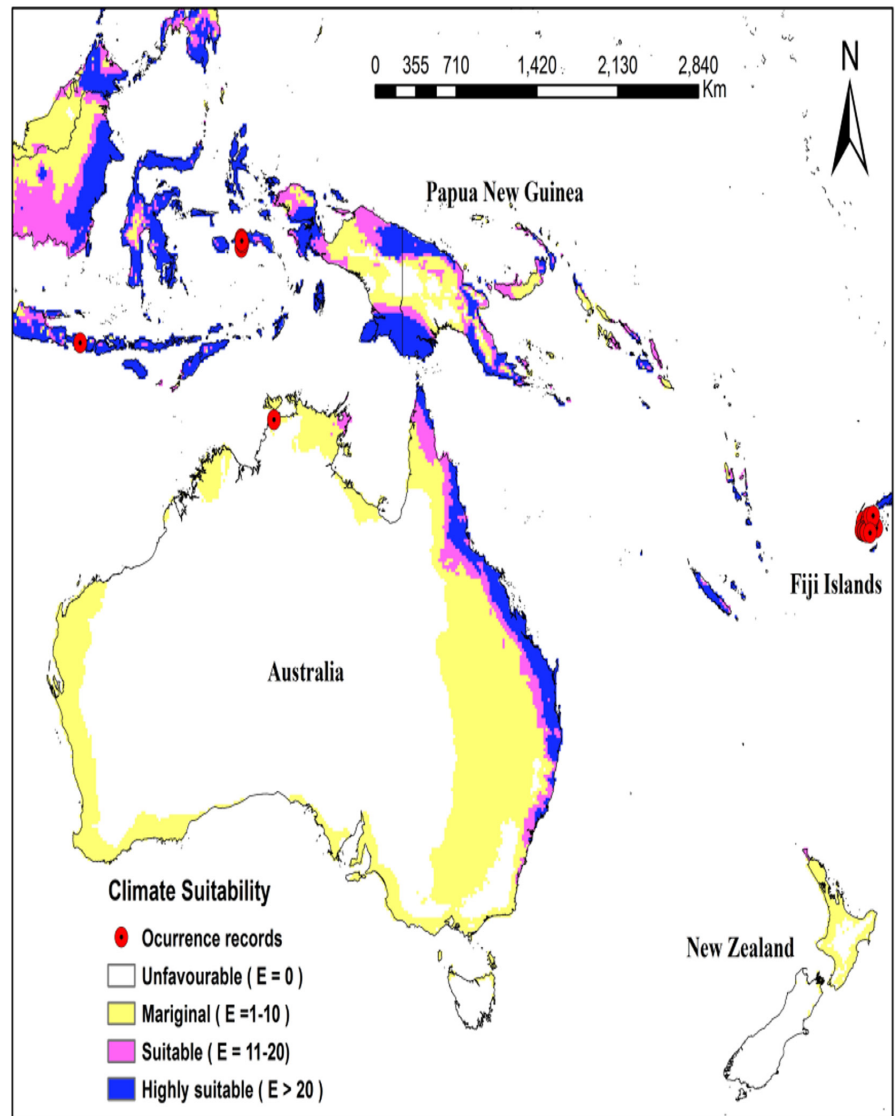 0 355 710 1,420 2,130 2,840
Km
N
Papua New Guinea
Fiji Islands
Australia
New Zealand
Climate Suitability
Ocurrence records
Unfavourable ( E = 0 )
Mariginal ( E =1-10 )
Suitable ( E = 11-20)
Highly suitable ( E > 20 )